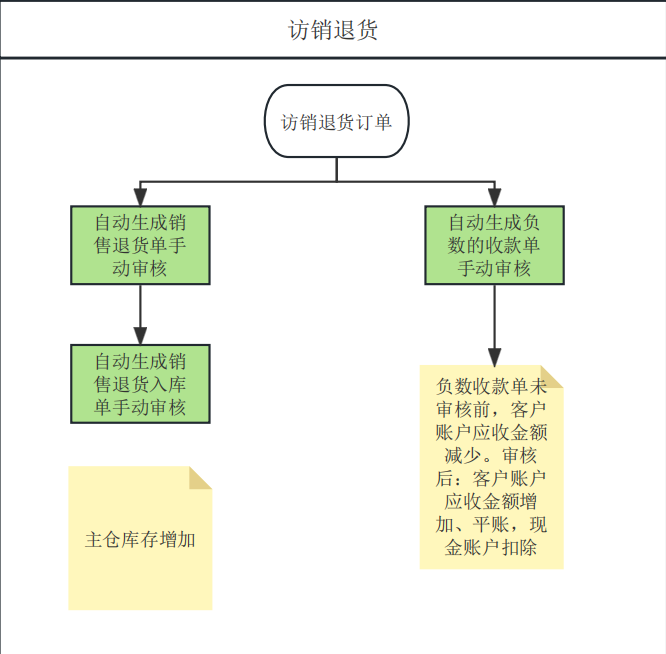 访销退货
访销退货订单
自动生成销
售退货单手
动审核
自动生成负
数的收款单
手动审核
自动生成销
售退货入库
单手动审核
负数收款单未
审核前，客户
账户应收金额
减少。审核
后：客户账户
应收金额增
加、平账，现
金账户扣除
主仓库存增加